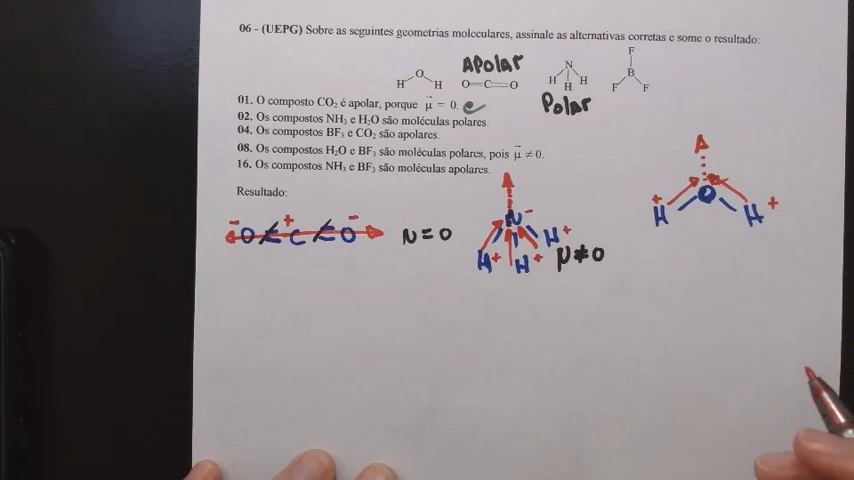 06 - (UEPG) Sobre as seguintes geometrias moleculares, assinale as alternativas corretas e some o resultado:
APOLAR
H O H O=C=O N H H H F B F F
POLAR
01. O composto CO₂ é apolar, porque μ⃗ = 0. C
02. Os compostos NH₃ e H₂O são moléculas polares.
04. Os compostos BF₃ e CO₂ são apolares.
08. Os compostos H₂O e BF₃ são moléculas polares, pois μ⃗ ≠ 0.
16. Os compostos NH₃ e BF₃ são moléculas apolares.
Resultado:
⁻O C⁺ O⁻ μ = 0
N⁻
H⁺ H⁺ H⁺ μ ≠ 0
O
H⁺ H⁺